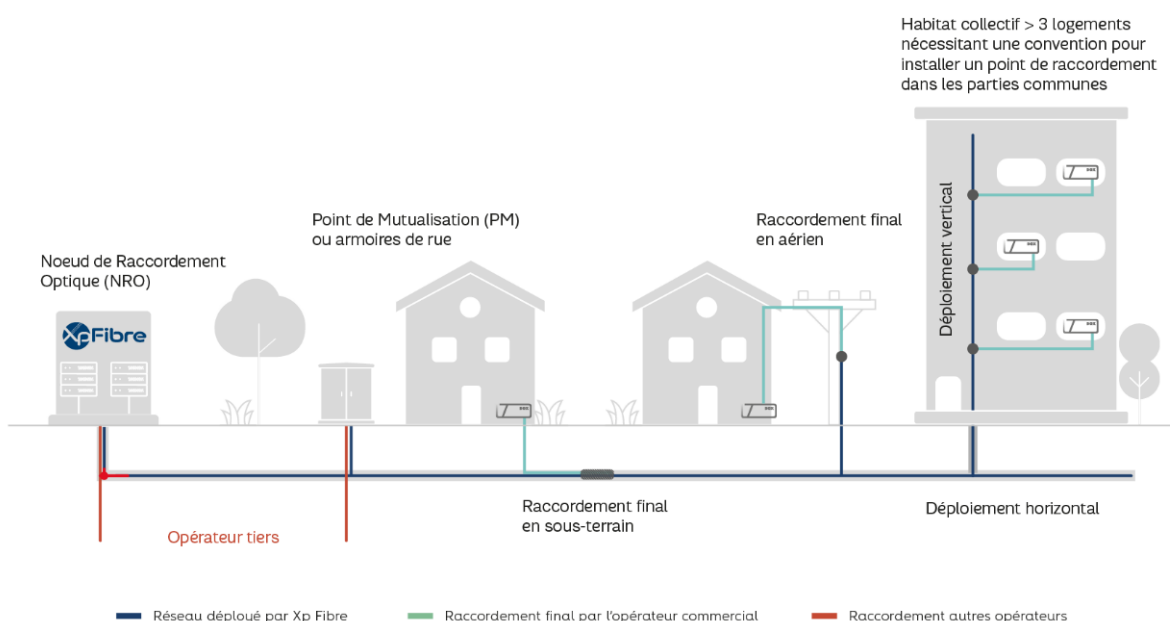 Habitat collectif > 3 logements
nécessitant une convention pour
installer un point de raccordement
dans les parties communes
Point de Mutualisation (PM)
ou armoires de rue
Raccordement final
en aérien
Noeud de Raccordement
Optique (NRO)
XpFibre
Déploiement vertical
Raccordement final
en sous-terrain
Déploiement horizontal
Opérateur tiers
Réseau déployé par Xp Fibre
Raccordement final par l'opérateur commercial
Raccordement autres opérateurs